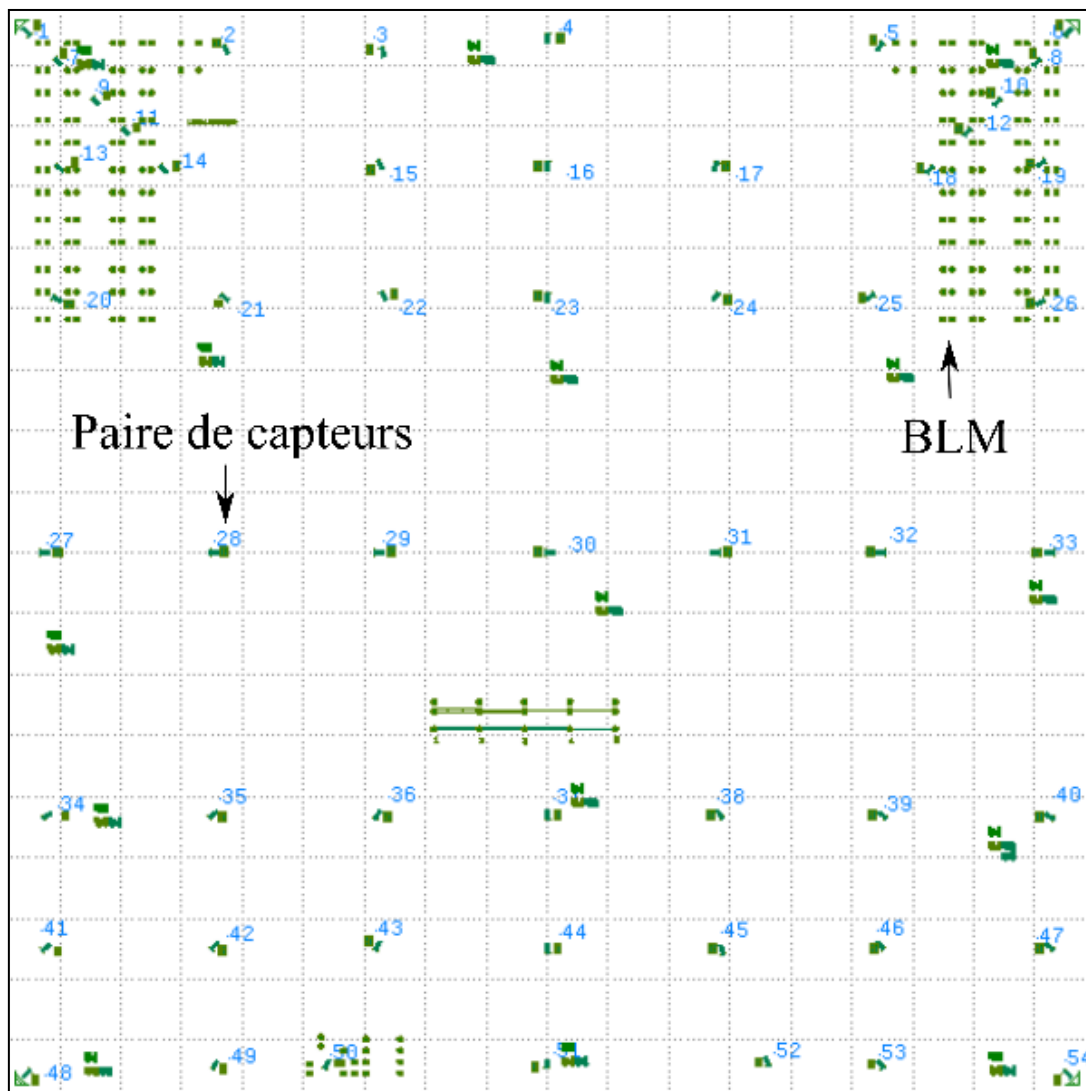 .1 .2 .3 .4 .5 6
.7 .8
.9 .10
.11 .12
.13 .14 .15 .16 .17 .18 .19
.20 .21 .22 .23 .24 .25 .26
Paire de capteurs
BLM
.27 .28 .29 .30 .31 .32 .33
.34 .35 .36 .38 .39 .40
.41 .42 .43 .44 .45 .46 .47
.48 .49 .50 .52 .53 .54